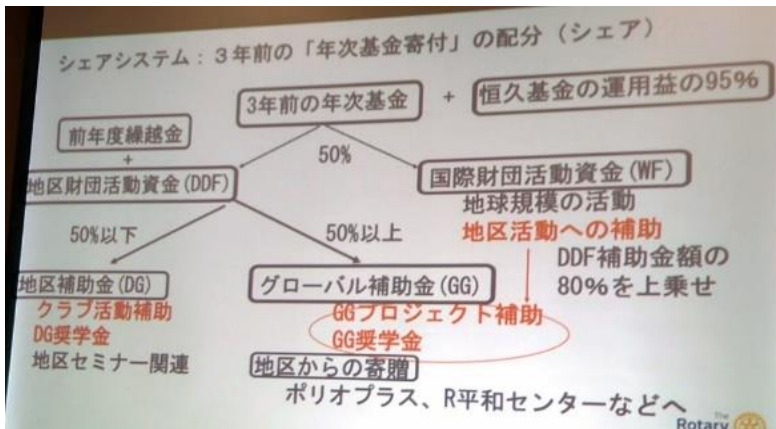 シェアシステム：３年前の「年次基金寄付」の配分（シェア）
3年前の年次基金 + 恒久基金の運用益の95%
前年度繰越金
+
地区財団活動資金(DDF)
50%
国際財団活動資金(WF)
地球規模の活動
地区活動への補助
DDF補助金額の
80%を上乗せ
50%以下
50%以上
地区補助金(DG)
クラブ活動補助
DG奨学金
地区セミナー関連
グローバル補助金(GG)
GGプロジェクト補助
GG奨学金
地区からの寄贈
ポリオプラス、R平和センターなどへ
The
Rotary